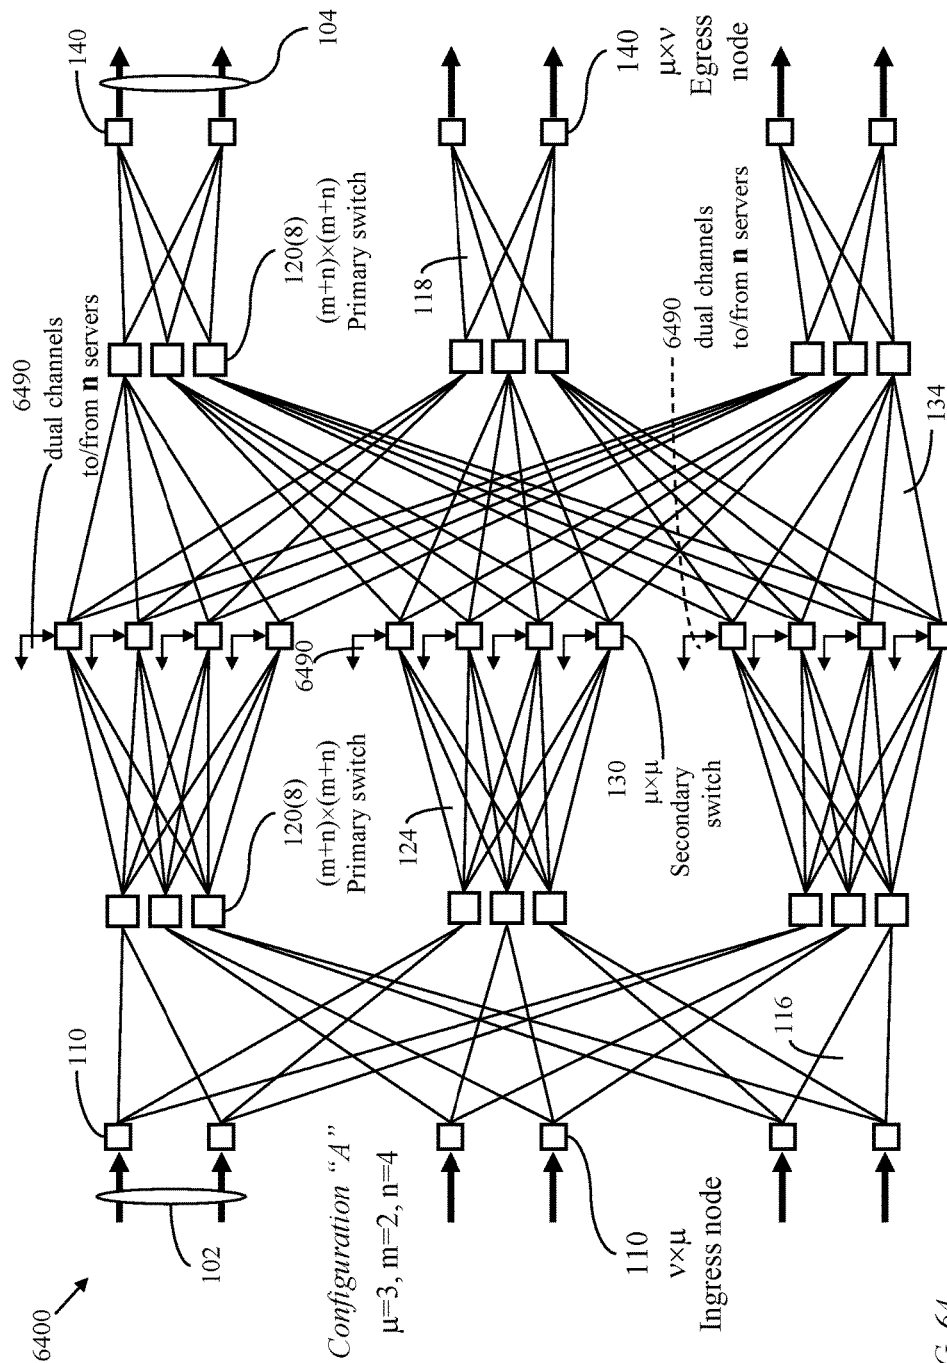 6400
102
110
Configuration “A”
μ=3, m=2, n=4
110
ν×μ
Ingress node
116
120(8)
(m+n)×(m+n)
Primary switch
124
130
μ×μ
Secondary
switch
6490
dual channels
to/from n servers
6490
6490
dual channels
to/from n servers
134
120(8)
(m+n)×(m+n)
Primary switch
118
140
104
140
μ×ν
Egress
node
G. 64